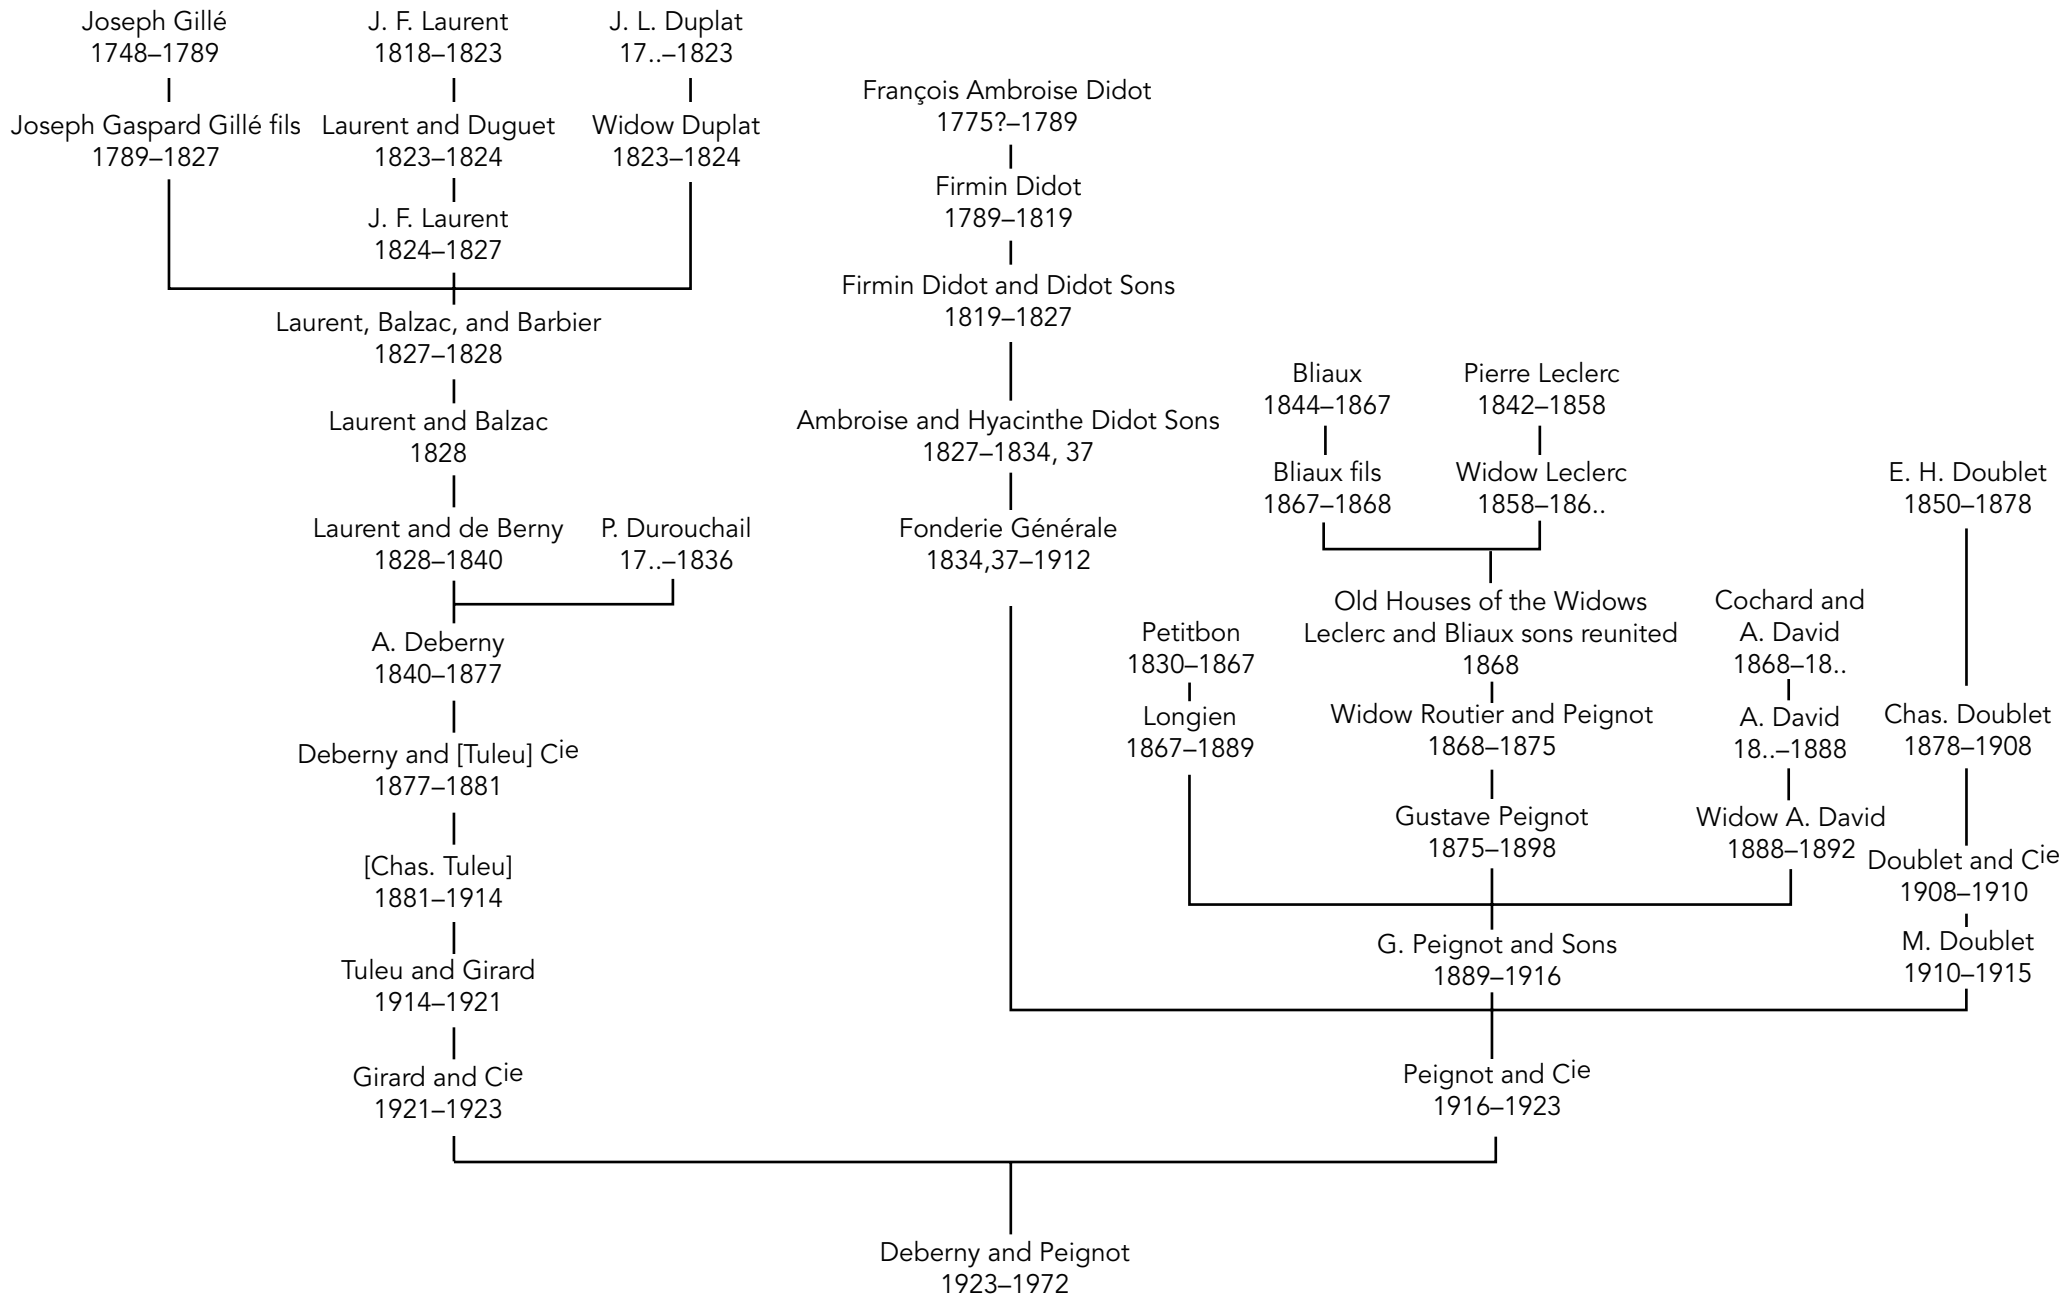 Joseph Gillé
1748–1789
J. F. Laurent
1818–1823
J. L. Duplat
17..–1823
Joseph Gaspard Gillé fils
1789–1827
Laurent and Duguet
1823–1824
Widow Duplat
1823–1824
J. F. Laurent
1824–1827
Laurent, Balzac, and Barbier
1827–1828
Laurent and Balzac
1828
Laurent and de Berny
1828–1840
P. Durouchail
17..–1836
A. Deberny
1840–1877
Deberny and [Tuleu] Cie
1877–1881
[Chas. Tuleu]
1881–1914
Tuleu and Girard
1914–1921
Girard and Cie
1921–1923
François Ambroise Didot
1775?–1789
Firmin Didot
1789–1819
Firmin Didot and Didot Sons
1819–1827
Ambroise and Hyacinthe Didot Sons
1827–1834, 37
Fonderie Générale
1834,37–1912
Petitbon
1830–1867
Longien
1867–1889
Bliaux
1844–1867
Pierre Leclerc
1842–1858
Bliaux fils
1867–1868
Widow Leclerc
1858–186..
Old Houses of the Widows
Leclerc and Bliaux sons reunited
1868
Widow Routier and Peignot
1868–1875
Gustave Peignot
1875–1898
Cochard and
A. David
1868–18..
A. David
18..–1888
Widow A. David
1888–1892
G. Peignot and Sons
1889–1916
E. H. Doublet
1850–1878
Chas. Doublet
1878–1908
Doublet and Cie
1908–1910
M. Doublet
1910–1915
Peignot and Cie
1916–1923
Deberny and Peignot
1923–1972